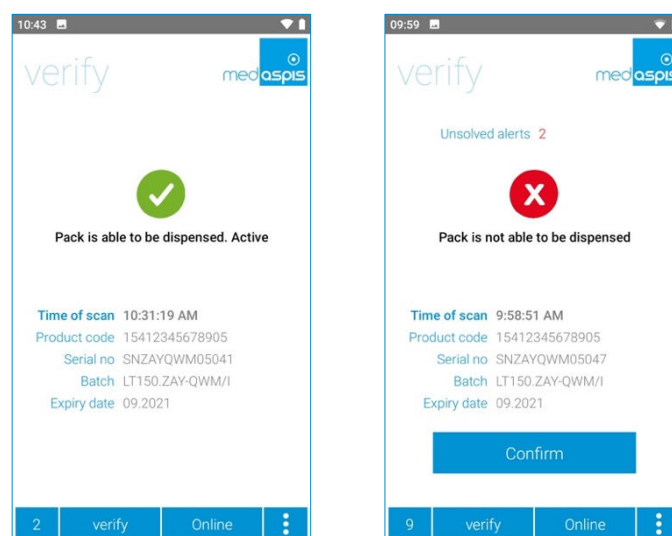 10:43
verify
medaspis
Pack is able to be dispensed. Active
Time of scan 10:31:19 AM
Product code 15412345678905
Serial no SNZAYQWM05041
Batch LT150.ZAY-QWM/I
Expiry date 09.2021
2 verify Online
09:59
verify
medaspis
Unsolved alerts 2
Pack is not able to be dispensed
Time of scan 9:58:51 AM
Product code 15412345678905
Serial no SNZAYQWM05047
Batch LT150.ZAY-QWM/I
Expiry date 09.2021
Confirm
9 verify Online